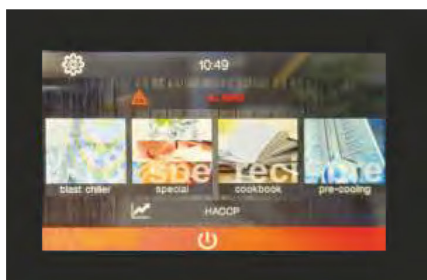 10:49
blast chiller
special
cookbook
pre-cooling
HACCP